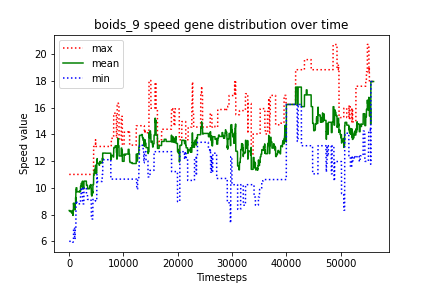 boids_9 speed gene distribution over time
max
mean
min
Speed value
20
18
16
14
12
10
8
6
0 10000 20000 30000 40000 50000
Timesteps